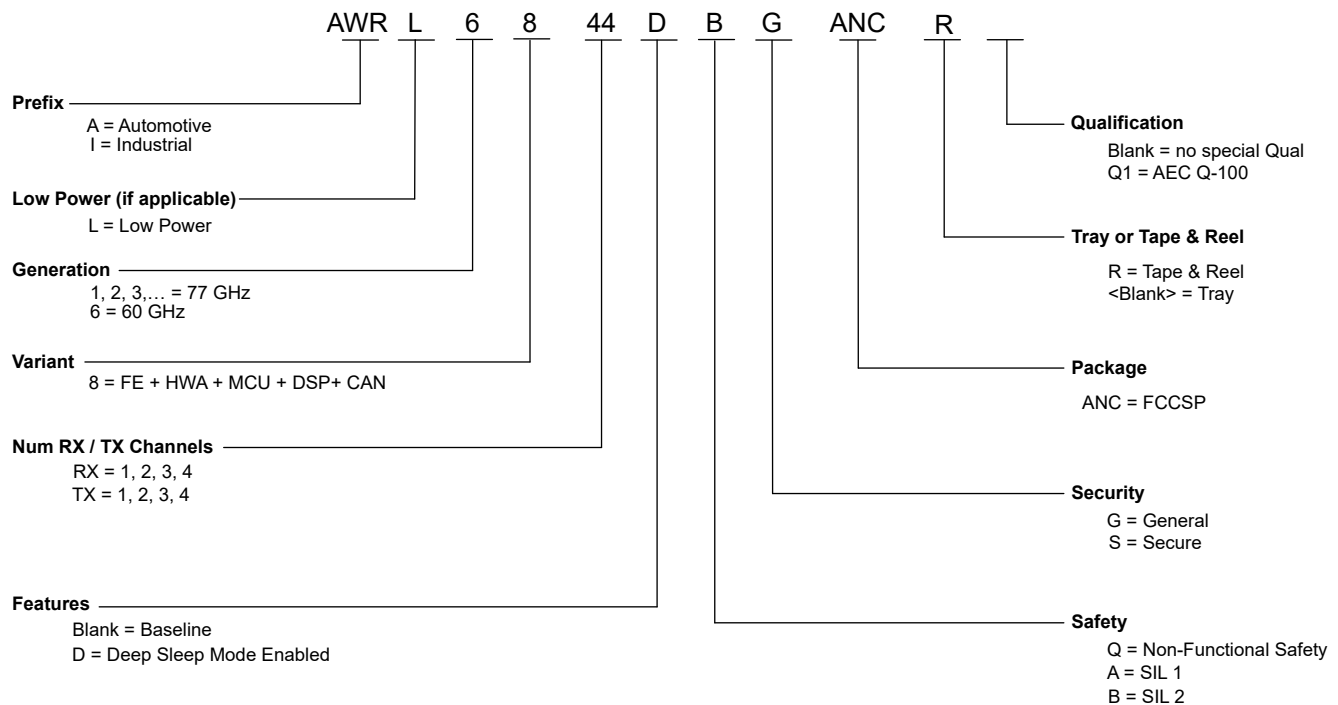 AWR L 6 8 44 D B G ANC R
Prefix
A = Automotive
I = Industrial
Low Power (if applicable)
L = Low Power
Generation
1, 2, 3,... = 77 GHz
6 = 60 GHz
Variant
8 = FE + HWA + MCU + DSP+ CAN
Num RX / TX Channels
RX = 1, 2, 3, 4
TX = 1, 2, 3, 4
Features
Blank = Baseline
D = Deep Sleep Mode Enabled
Qualification
Blank = no special Qual
Q1 = AEC Q-100
Tray or Tape & Reel
R = Tape & Reel
<Blank> = Tray
Package
ANC = FCCSP
Security
G = General
S = Secure
Safety
Q = Non-Functional Safety
A = SIL 1
B = SIL 2